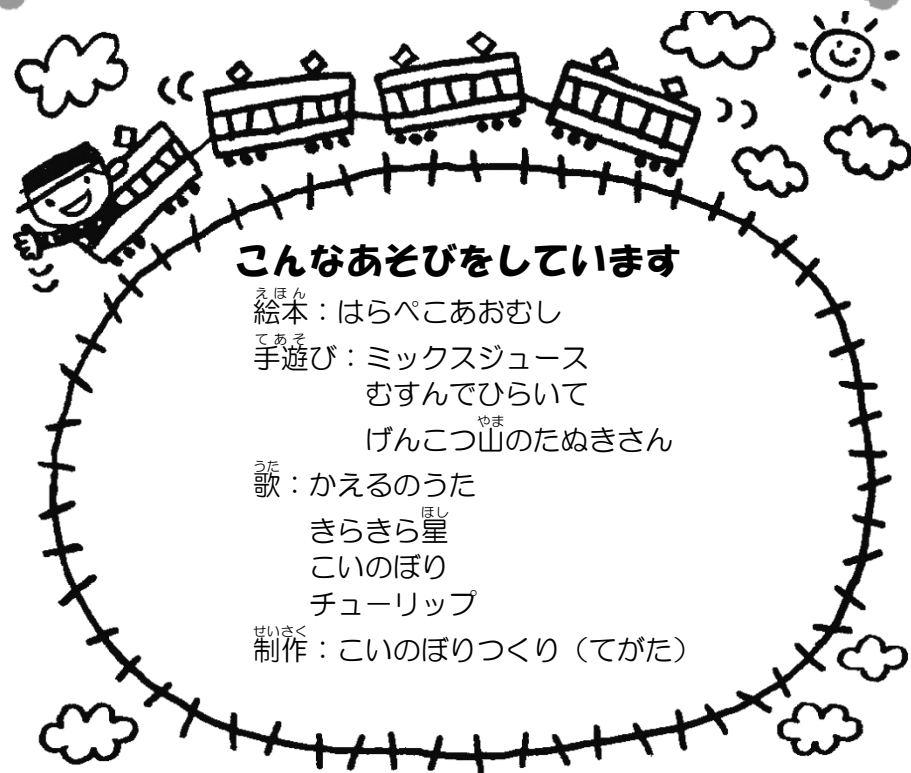 こんなあそびをしています
絵本：はらぺこあおむし
手遊び：ミックスジュース
むすんでひらいて
げんこつ山のたぬきさん
歌：かえるのうた
きらきら星
こいのぼり
チューリップ
制作：こいのぼりつくり（てがた）